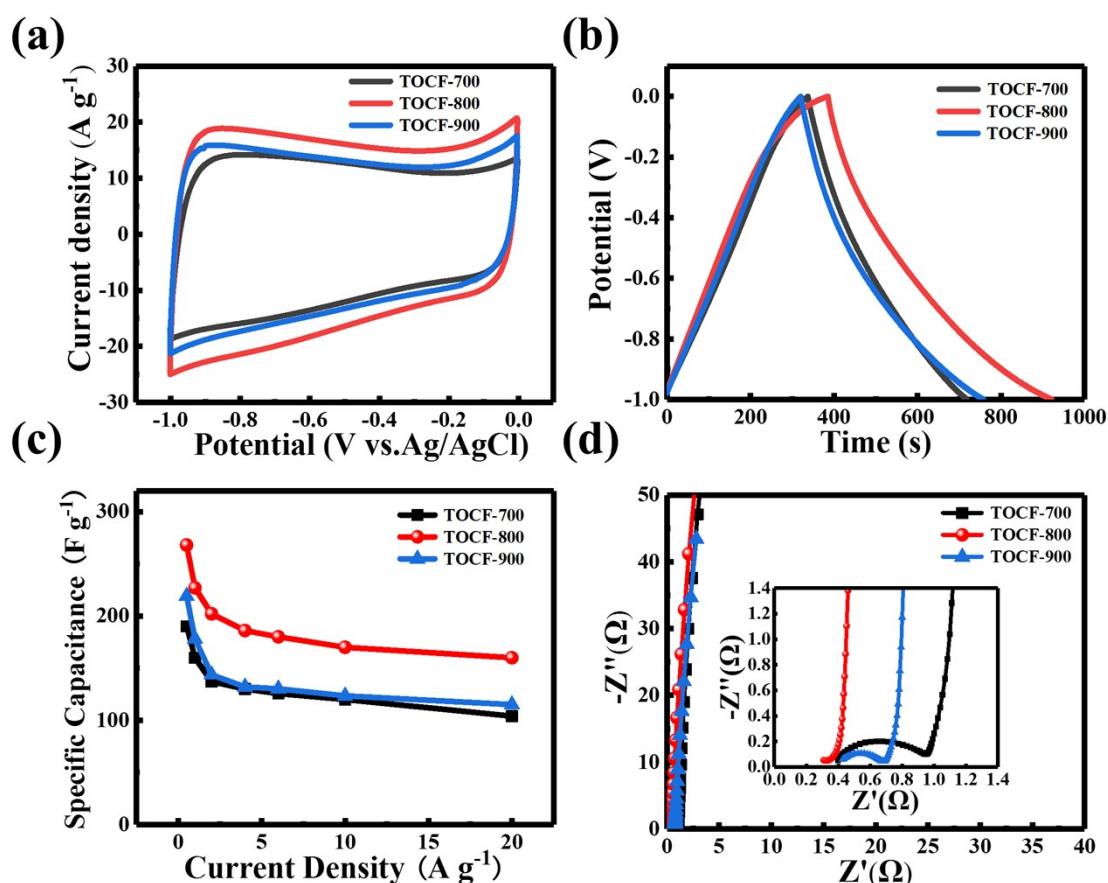 (a)
30
20
10
0
-10
-20
-30
Current density (A g⁻¹)
TOCF-700
TOCF-800
TOCF-900
-1.0 -0.8 -0.6 -0.4 -0.2 0.0
Potential (V vs.Ag/AgCl)
(b)
0.0
-0.2
-0.4
-0.6
-0.8
-1.0
Potential (V)
TOCF-700
TOCF-800
TOCF-900
0 200 400 600 800 1000
Time (s)
(c)
300
200
100
0
Specific Capacitance (F g⁻¹)
TOCF-700
TOCF-800
TOCF-900
0 5 10 15 20
Current Density (A g⁻¹)
(d)
50
40
30
20
10
0
-Z''(Ω)
TOCF-700
TOCF-800
TOCF-900
1.4
1.2
1.0
0.8
0.6
0.4
0.2
0.0
-Z''(Ω)
0.0 0.2 0.4 0.6 0.8 1.0 1.2 1.4
Z'(Ω)
0 5 10 15 20 25 30 35 40
Z'(Ω)